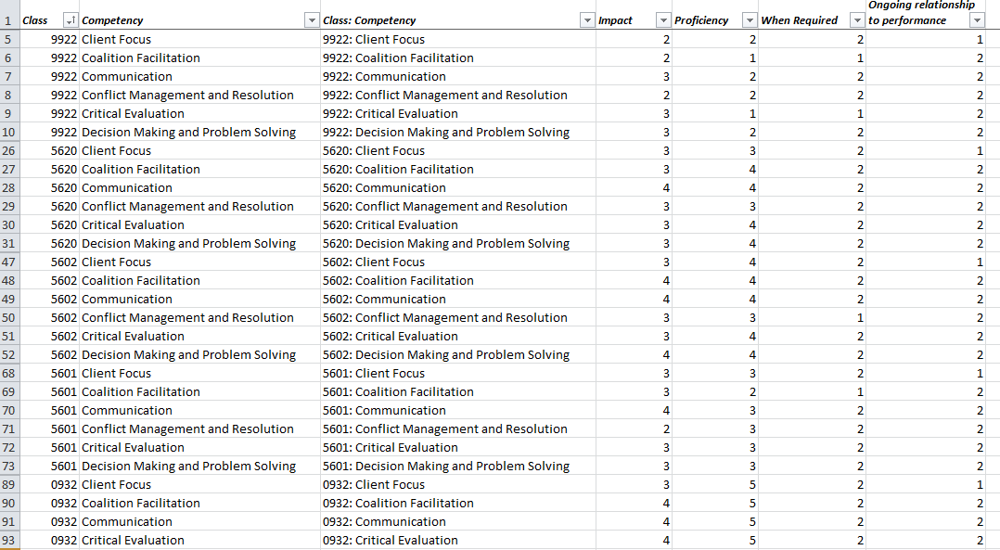 Ongoing relationship
1 Class Competency Class: Competency Impact Proficiency When Required to performance
5 9922 Client Focus 9922: Client Focus 2 2 2 1
6 9922 Coalition Facilitation 9922: Coalition Facilitation 2 1 1 2
7 9922 Communication 9922: Communication 3 2 2 2
8 9922 Conflict Management and Resolution 9922: Conflict Management and Resolution 2 2 2 2
9 9922 Critical Evaluation 9922: Critical Evaluation 3 1 1 2
10 9922 Decision Making and Problem Solving 9922: Decision Making and Problem Solving 3 2 2 2
26 5620 Client Focus 5620: Client Focus 3 3 2 1
27 5620 Coalition Facilitation 5620: Coalition Facilitation 3 4 2 2
28 5620 Communication 5620: Communication 4 4 2 2
29 5620 Conflict Management and Resolution 5620: Conflict Management and Resolution 3 3 2 2
30 5620 Critical Evaluation 5620: Critical Evaluation 3 4 2 2
31 5620 Decision Making and Problem Solving 5620: Decision Making and Problem Solving 3 4 2 2
47 5602 Client Focus 5602: Client Focus 3 4 2 1
48 5602 Coalition Facilitation 5602: Coalition Facilitation 4 4 2 2
49 5602 Communication 5602: Communication 4 4 2 2
50 5602 Conflict Management and Resolution 5602: Conflict Management and Resolution 3 3 1 2
51 5602 Critical Evaluation 5602: Critical Evaluation 3 4 2 2
52 5602 Decision Making and Problem Solving 5602: Decision Making and Problem Solving 4 4 2 2
68 5601 Client Focus 5601: Client Focus 3 3 2 1
69 5601 Coalition Facilitation 5601: Coalition Facilitation 3 2 1 2
70 5601 Communication 5601: Communication 4 3 2 2
71 5601 Conflict Management and Resolution 5601: Conflict Management and Resolution 2 3 2 2
72 5601 Critical Evaluation 5601: Critical Evaluation 3 3 2 2
73 5601 Decision Making and Problem Solving 5601: Decision Making and Problem Solving 3 3 2 2
89 0932 Client Focus 0932: Client Focus 3 5 2 1
90 0932 Coalition Facilitation 0932: Coalition Facilitation 4 5 2 2
91 0932 Communication 0932: Communication 4 5 2 2
93 0932 Critical Evaluation 0932: Critical Evaluation 4 5 2 2